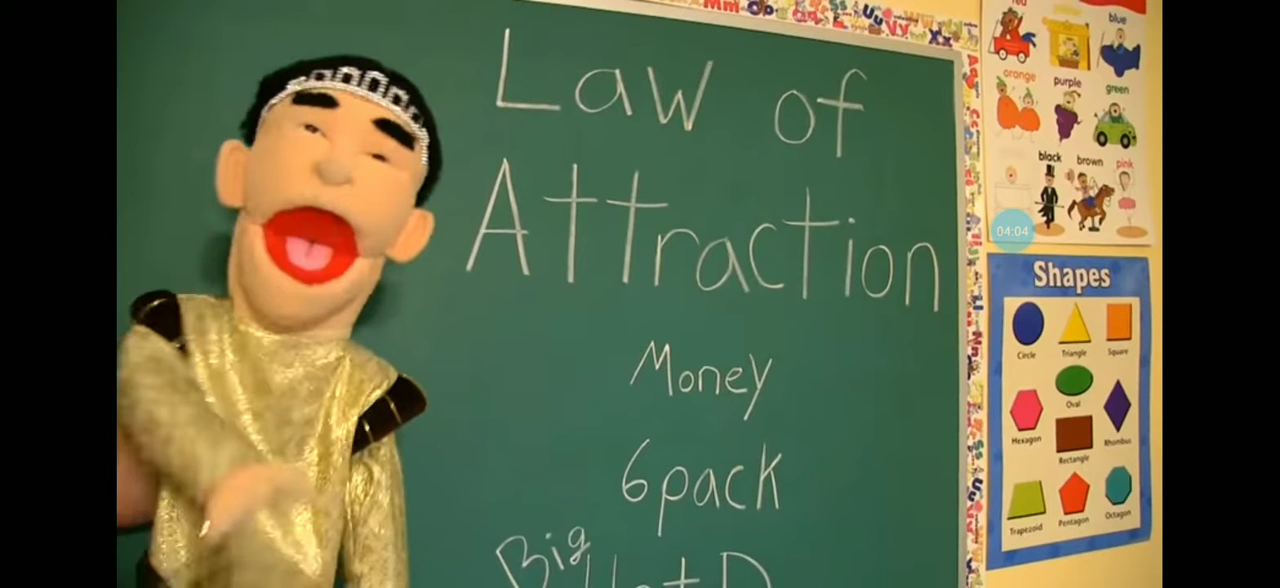 Law of
Attraction
Money
6pack
Big
red
blue
orange
purple
green
black
brown
pink
04:04
Shapes
Circle
Triangle
Square
Oval
Hexagon
Rhombus
Rectangle
Trapezoid
Pentagon
Octagon